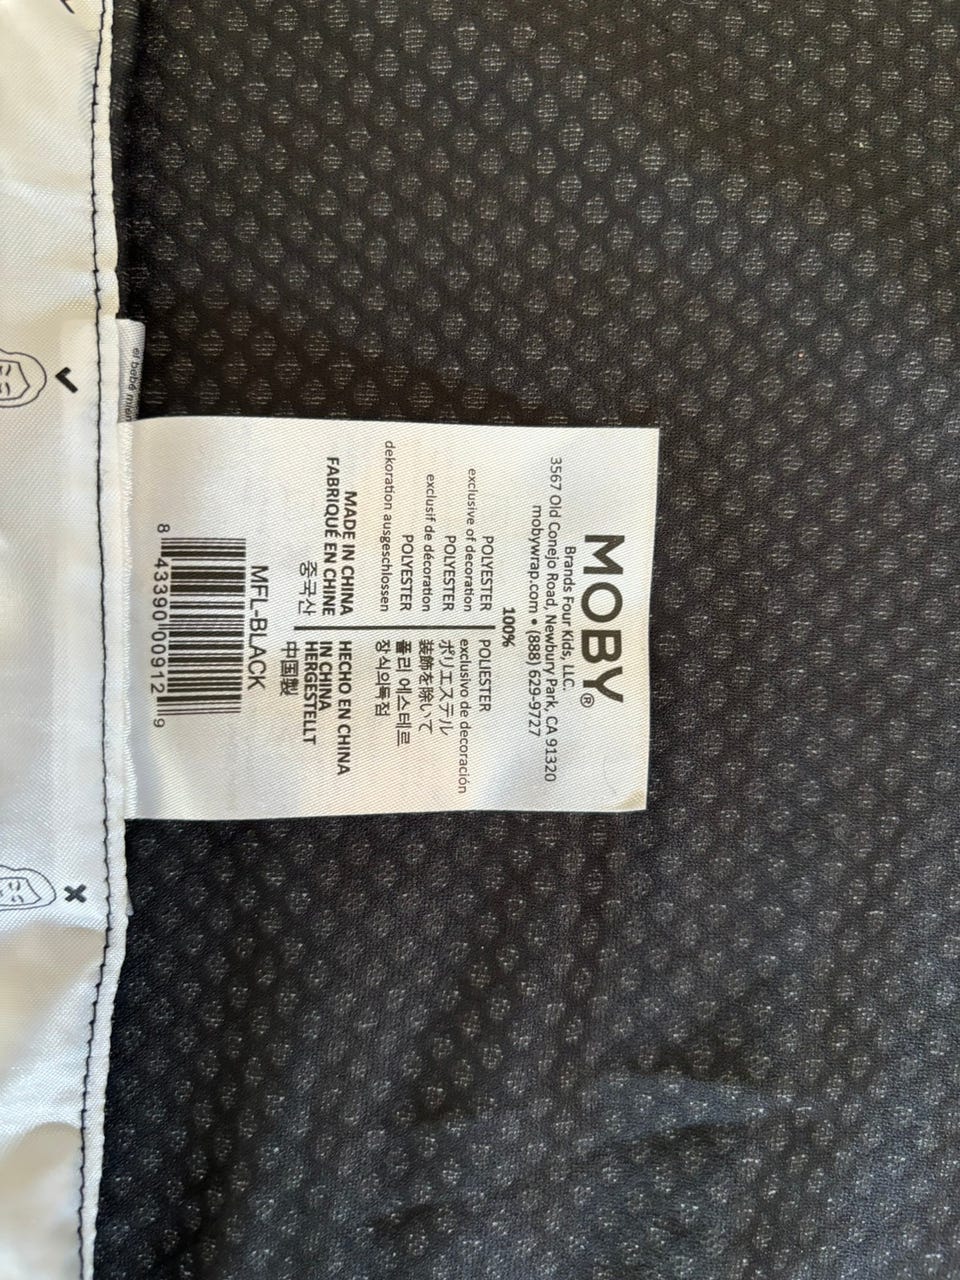 MOBY®
Brands Four Kids, LLC.
3567 Old Conejo Road, Newbury Park, CA 91320
mobywrap.com • (888) 629-9727
100%
POLYESTER
exclusive of decoration
POLYESTER
exclusif de décoration
POLYESTER
dekoration ausgeschlossen
POLIESTER
exclusivo de decoración
ポリエステル
装飾を除いて
폴리 에스테르
장식의독점
MADE IN CHINA
FABRIQUÉ EN CHINE
중국산
HECHO EN CHINA
IN CHINA
HERGESTELLT
中国製
MFL-BLACK
8 43390 00912 9
el bebé mien